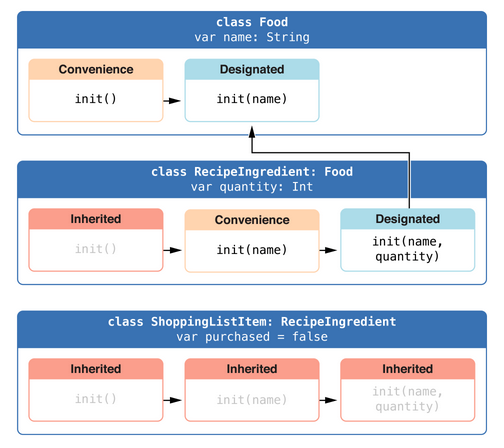 class Food
var name: String
Convenience
Designated
init()
init(name)
class RecipeIngredient: Food
var quantity: Int
Inherited
Convenience
Designated
init()
init(name)
init(name,
quantity)
class ShoppingListItem: RecipeIngredient
var purchased = false
Inherited
Inherited
Inherited
init()
init(name)
init(name,
quantity)